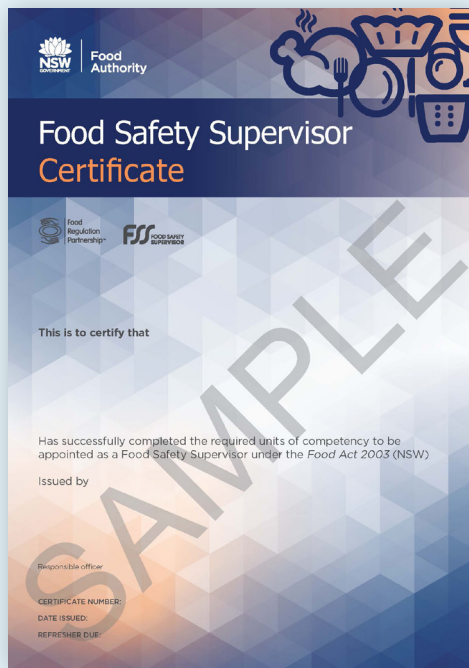 NSW
GOVERNMENT
Food
Authority
Food Safety Supervisor
Certificate
Food
Regulation
Partnership
FSS FOOD SAFETY
SUPERVISOR
This is to certify that
Has successfully completed the required units of competency to be
appointed as a Food Safety Supervisor under the Food Act 2003 (NSW)
Issued by
Responsible officer
CERTIFICATE NUMBER:
DATE ISSUED:
REFRESHER DUE:
SAMPLE